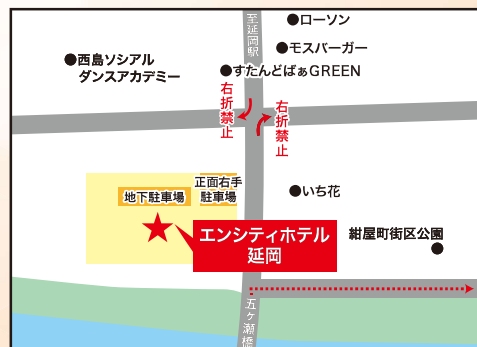 至延岡駅
●ローソン
●モスバーガー
●西島ソシアル
ダンスアカデミー
●すたんどばぁGREEN
右折禁止
右折禁止
正面右手
駐車場
地下駐車場
●いち花
エンシティホテル
延岡
紺屋町街区公園
五ヶ瀬橋